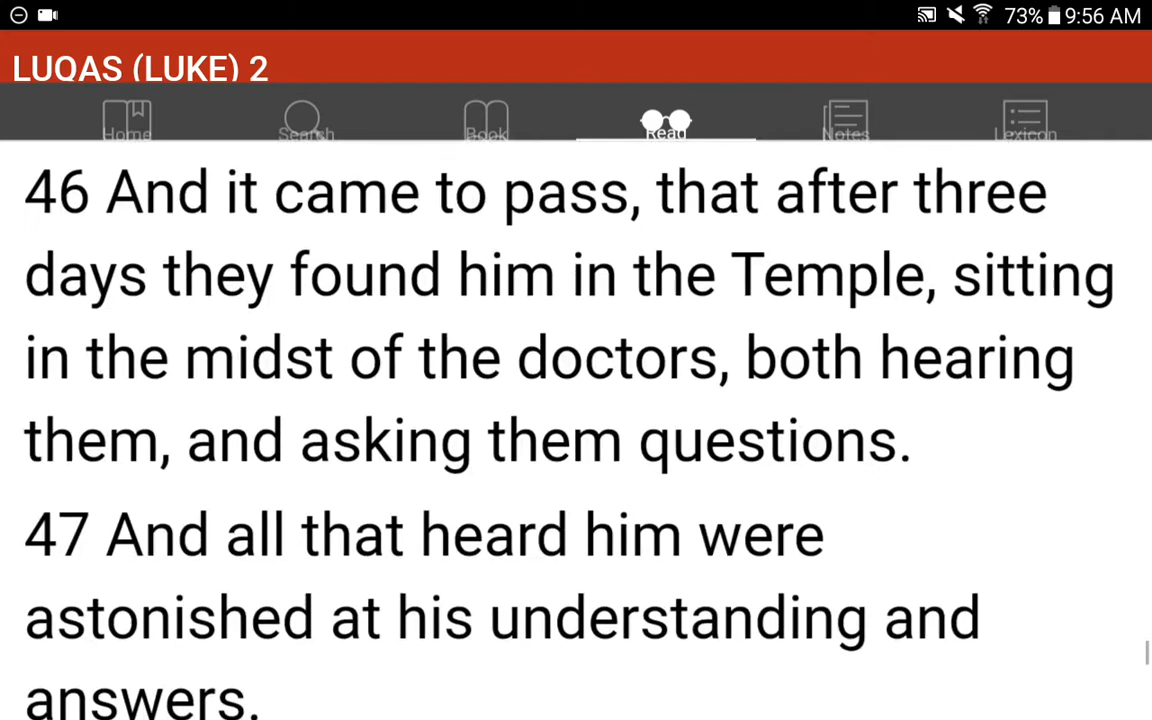 73% 9:56 AM
LUQAS (LUKE) 2
Home Search Book Read Notes Lexicon
46 And it came to pass, that after three
days they found him in the Temple, sitting
in the midst of the doctors, both hearing
them, and asking them questions.
47 And all that heard him were
astonished at his understanding and
answers.